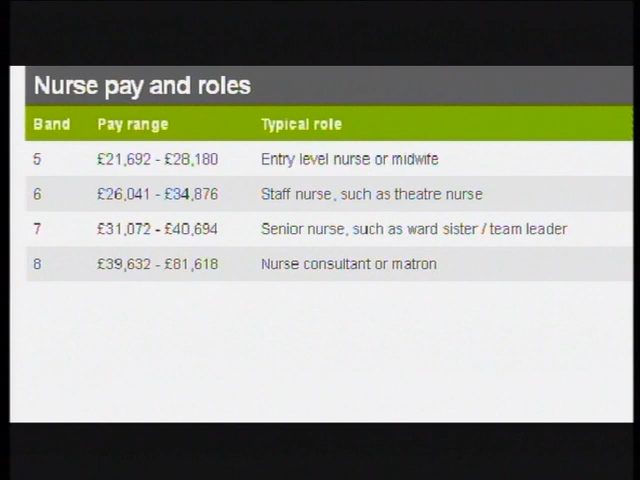 Nurse pay and roles
Band Pay range Typical role
5 £21,692 - £28,180 Entry level nurse or midwife
6 £26,041 - £34,876 Staff nurse, such as theatre nurse
7 £31,072 - £40,694 Senior nurse, such as ward sister / team leader
8 £39,632 - £81,618 Nurse consultant or matron